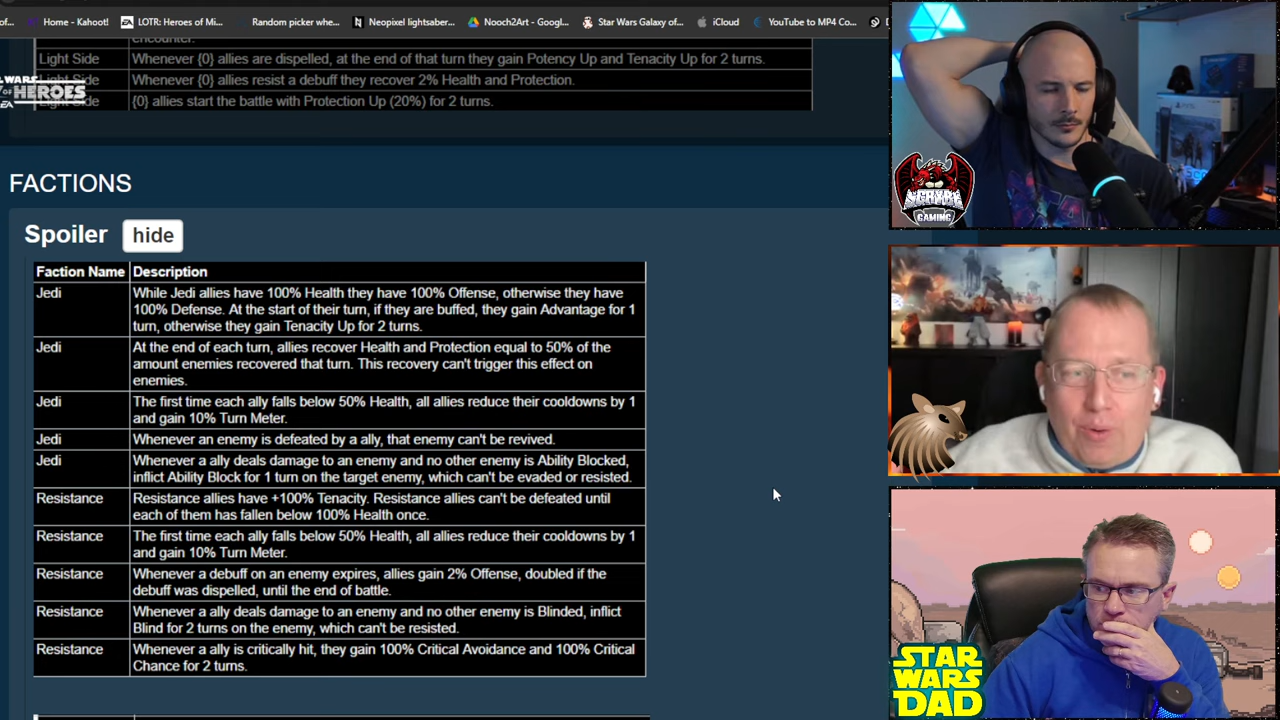 of...
Home - Kahoot!
LOTR: Heroes of Mi...
Random picker whe...
Neopixel lightsaber...
Nooch2Art - Googl...
Star Wars Galaxy of...
iCloud
YouTube to MP4 Co...
encounter.
Light Side Whenever {0} allies are dispelled, at the end of that turn they gain Potency Up and Tenacity Up for 2 turns.
Light Side Whenever {0} allies resist a debuff they recover 2% Health and Protection.
Light Side {0} allies start the battle with Protection Up (20%) for 2 turns.
STAR WARS
OF HEROES
EA
FACTIONS
Spoiler hide
Faction Name Description
Jedi While Jedi allies have 100% Health they have 100% Offense, otherwise they have
100% Defense. At the start of their turn, if they are buffed, they gain Advantage for 1
turn, otherwise they gain Tenacity Up for 2 turns.
Jedi At the end of each turn, allies recover Health and Protection equal to 50% of the
amount enemies recovered that turn. This recovery can't trigger this effect on
enemies.
Jedi The first time each ally falls below 50% Health, all allies reduce their cooldowns by 1
and gain 10% Turn Meter.
Jedi Whenever an enemy is defeated by a ally, that enemy can't be revived.
Jedi Whenever a ally deals damage to an enemy and no other enemy is Ability Blocked,
inflict Ability Block for 1 turn on the target enemy, which can't be evaded or resisted.
Resistance Resistance allies have +100% Tenacity. Resistance allies can't be defeated until
each of them has fallen below 100% Health once.
Resistance The first time each ally falls below 50% Health, all allies reduce their cooldowns by 1
and gain 10% Turn Meter.
Resistance Whenever a debuff on an enemy expires, allies gain 2% Offense, doubled if the
debuff was dispelled, until the end of battle.
Resistance Whenever a ally deals damage to an enemy and no other enemy is Blinded, inflict
Blind for 2 turns on the enemy, which can't be resisted.
Resistance Whenever a ally is critically hit, they gain 100% Critical Avoidance and 100% Critical
Chance for 2 turns.
GAMING
STAR
WARS
DAD